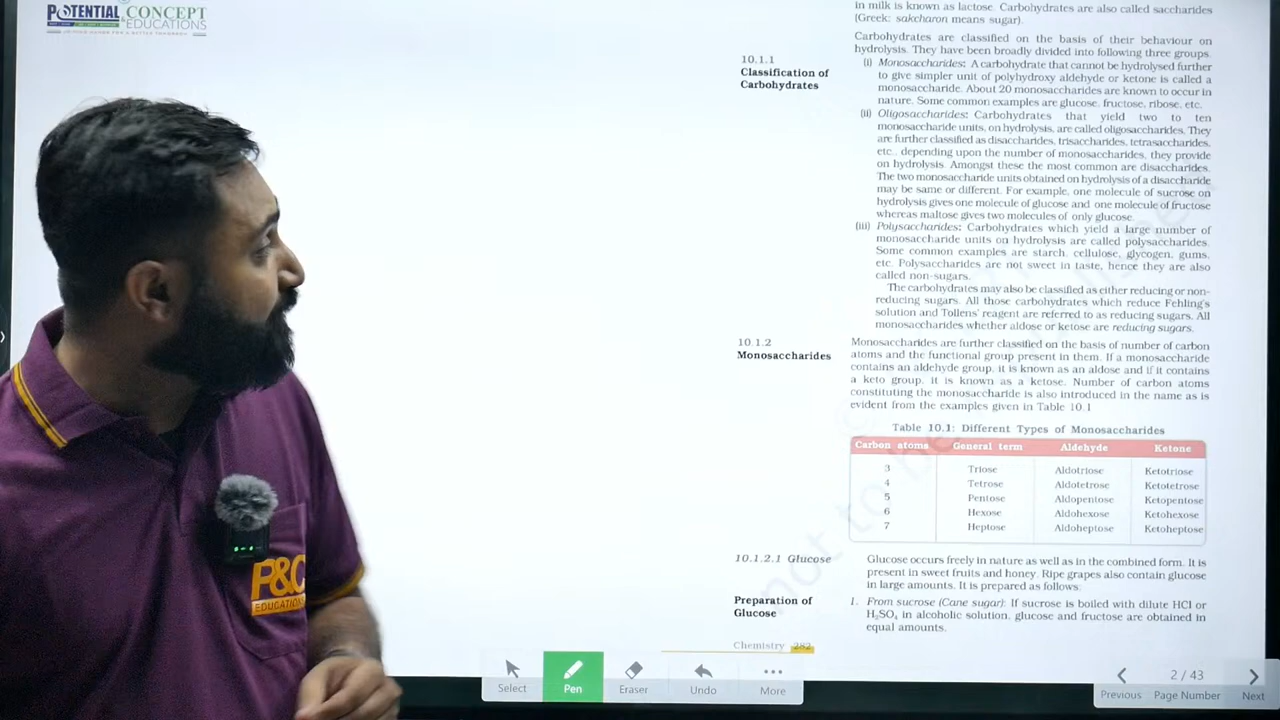 POTENTIAL & CONCEPT
EDUCATIONS
in milk is known as lactose. Carbohydrates are also called saccharides
(Greek: sakcharon means sugar).
10.1.1
Classification of
Carbohydrates
Carbohydrates are classified on the basis of their behaviour on
hydrolysis. They have been broadly divided into following three groups.
(i) Monosaccharides: A carbohydrate that cannot be hydrolysed further
to give simpler unit of polyhydroxy aldehyde or ketone is called a
monosaccharide. About 20 monosaccharides are known to occur in
nature. Some common examples are glucose, fructose, ribose, etc.
(ii) Oligosaccharides: Carbohydrates that yield two to ten
monosaccharide units, on hydrolysis, are called oligosaccharides. They
are further classified as disaccharides, trisaccharides, tetrasaccharides,
etc., depending upon the number of monosaccharides, they provide
on hydrolysis. Amongst these the most common are disaccharides.
The two monosaccharide units obtained on hydrolysis of a disaccharide
may be same or different. For example, one molecule of sucrose on
hydrolysis gives one molecule of glucose and one molecule of fructose
whereas maltose gives two molecules of only glucose.
(iii) Polysaccharides: Carbohydrates which yield a large number of
monosaccharide units on hydrolysis are called polysaccharides.
Some common examples are starch, cellulose, glycogen, gums,
etc. Polysaccharides are not sweet in taste, hence they are also
called non-sugars.
The carbohydrates may also be classified as either reducing or non-
reducing sugars. All those carbohydrates which reduce Fehling's
solution and Tollens' reagent are referred to as reducing sugars. All
monosaccharides whether aldose or ketose are reducing sugars.
10.1.2
Monosaccharides
Monosaccharides are further classified on the basis of number of carbon
atoms and the functional group present in them. If a monosaccharide
contains an aldehyde group, it is known as an aldose and if it contains
a keto group, it is known as a ketose. Number of carbon atoms
constituting the monosaccharide is also introduced in the name as is
evident from the examples given in Table 10.1
Table 10.1: Different Types of Monosaccharides
Carbon atoms General term Aldehyde Ketone
3 Triose Aldotriose Ketotriose
4 Tetrose Aldotetrose Ketotetrose
5 Pentose Aldopentose Ketopentose
6 Hexose Aldohexose Ketohexose
7 Heptose Aldoheptose Ketoheptose
10.1.2.1 Glucose
Glucose occurs freely in nature as well as in the combined form. It is
present in sweet fruits and honey. Ripe grapes also contain glucose
in large amounts. It is prepared as follows:
Preparation of
Glucose
1. From sucrose (Cane sugar): If sucrose is boiled with dilute HCl or
H₂SO₄ in alcoholic solution, glucose and fructose are obtained in
equal amounts.
Chemistry 282
P&C
EDUCATIONS
Select
Pen
Eraser
Undo
More
2 / 43
Previous
Page Number
Next